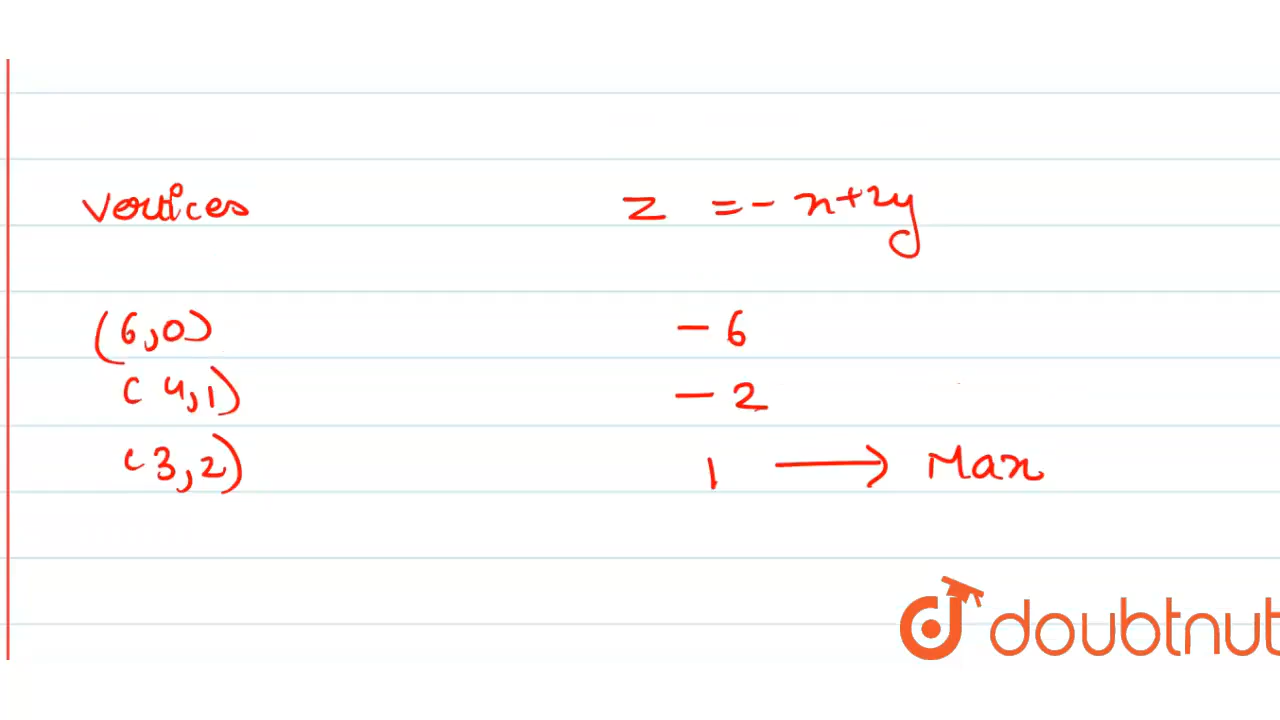 vertices z = - x + 2y
(6,0) - 6
(4,1) - 2
(3,2) 1 → Max
doubtnut